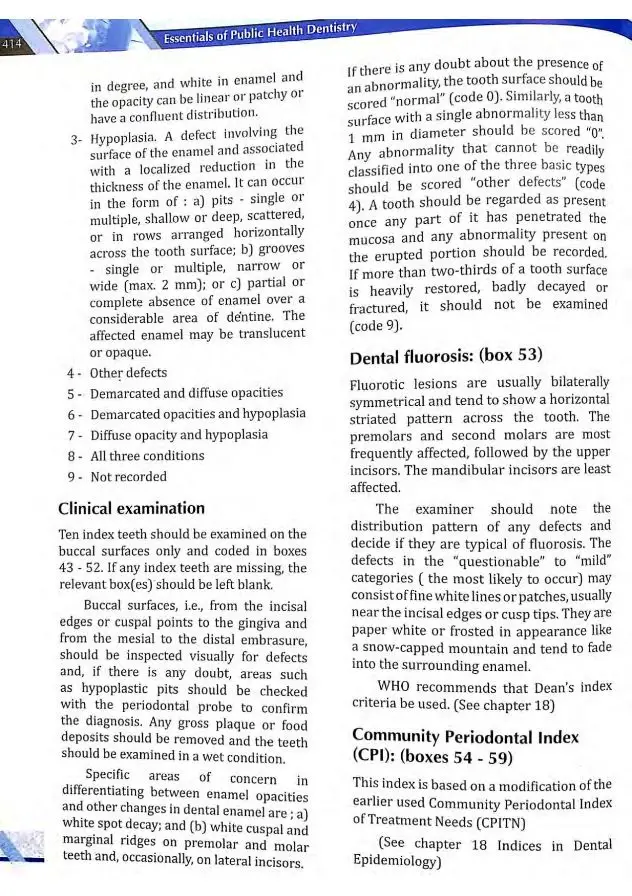 414
Essentials of Public Health Dentistry
in degree, and white in enamel and
the opacity can be linear or patchy or
have a confluent distribution.
3- Hypoplasia. A defect involving the
surface of the enamel and associated
with a localized reduction in the
thickness of the enamel. It can occur
in the form of : a) pits - single or
multiple, shallow or deep, scattered,
or in rows arranged horizontally
across the tooth surface; b) grooves
- single or multiple, narrow or
wide (max. 2 mm); or c) partial or
complete absence of enamel over a
considerable area of dentine. The
affected enamel may be translucent
or opaque.
4 - Other defects
5 - Demarcated and diffuse opacities
6 - Demarcated opacities and hypoplasia
7 - Diffuse opacity and hypoplasia
8 - All three conditions
9 - Not recorded
Clinical examination
Ten index teeth should be examined on the
buccal surfaces only and coded in boxes
43 - 52. If any index teeth are missing, the
relevant box(es) should be left blank.
Buccal surfaces, i.e., from the incisal
edges or cuspal points to the gingiva and
from the mesial to the distal embrasure,
should be inspected visually for defects
and, if there is any doubt, areas such
as hypoplastic pits should be checked
with the periodontal probe to confirm
the diagnosis. Any gross plaque or food
deposits should be removed and the teeth
should be examined in a wet condition.
Specific areas of concern in
differentiating between enamel opacities
and other changes in dental enamel are ; a)
white spot decay; and (b) white cuspal and
marginal ridges on premolar and molar
teeth and, occasionally, on lateral incisors.
If there is any doubt about the presence of
an abnormality, the tooth surface should be
scored "normal" (code 0). Similarly, a tooth
surface with a single abnormality less than
1 mm in diameter should be scored "0".
Any abnormality that cannot be readily
classified into one of the three basic types
should be scored "other defects" (code
4). A tooth should be regarded as present
once any part of it has penetrated the
mucosa and any abnormality present on
the erupted portion should be recorded.
If more than two-thirds of a tooth surface
is heavily restored, badly decayed or
fractured, it should not be examined
(code 9).
Dental fluorosis: (box 53)
Fluorotic lesions are usually bilaterally
symmetrical and tend to show a horizontal
striated pattern across the tooth. The
premolars and second molars are most
frequently affected, followed by the upper
incisors. The mandibular incisors are least
affected.
The examiner should note the
distribution pattern of any defects and
decide if they are typical of fluorosis. The
defects in the "questionable" to "mild"
categories ( the most likely to occur) may
consist of fine white lines or patches, usually
near the incisal edges or cusp tips. They are
paper white or frosted in appearance like
a snow-capped mountain and tend to fade
into the surrounding enamel.
WHO recommends that Dean's index
criteria be used. (See chapter 18)
Community Periodontal Index
(CPI): (boxes 54 - 59)
This index is based on a modification of the
earlier used Community Periodontal Index
of Treatment Needs (CPITN)
(See chapter 18 Indices in Dental
Epidemiology)